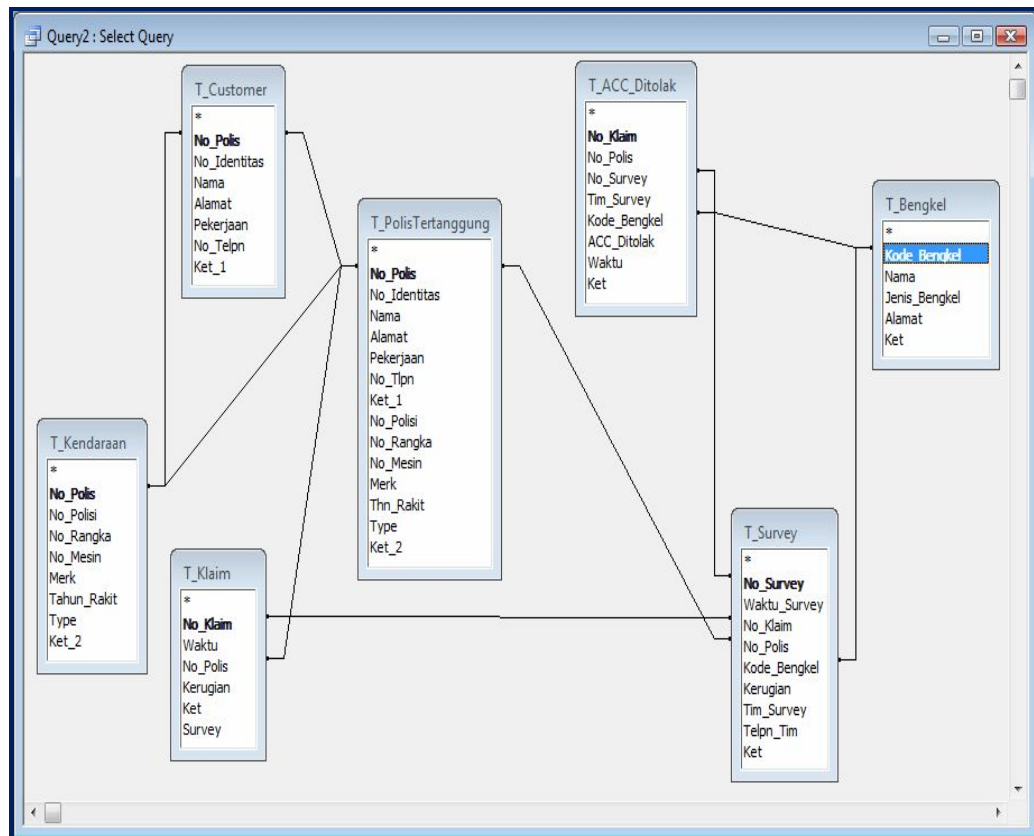 Query2 : Select Query
T_Customer
*
No_Polis
No_Identitas
Nama
Alamat
Pekerjaan
No_Telpn
Ket_1
T_ACC_Ditolak
*
No_Klaim
No_Polis
No_Survey
Tim_Survey
Kode_Bengkel
ACC_Ditolak
Waktu
Ket
T_Bengkel
*
Kode_Bengkel
Nama
Jenis_Bengkel
Alamat
Ket
T_PolisTertanggung
*
No_Polis
No_Identitas
Nama
Alamat
Pekerjaan
No_Tlpn
Ket_1
No_Polisi
No_Rangka
No_Mesin
Merk
Thn_Rakit
Type
Ket_2
T_Kendaraan
*
No_Polis
No_Polisi
No_Rangka
No_Mesin
Merk
Tahun_Rakit
Type
Ket_2
T_Klaim
*
No_Klaim
Waktu
No_Polis
Kerugian
Ket
Survey
T_Survey
*
No_Survey
Waktu_Survey
No_Klaim
No_Polis
Kode_Bengkel
Kerugian
Tim_Survey
Telpn_Tim
Ket